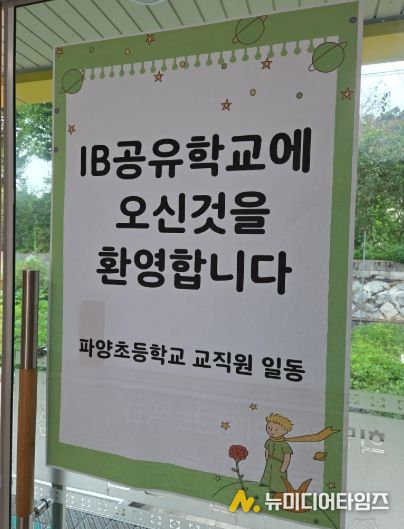 IB공유학교에
오신것을
환영합니다
파양초등학교 교직원 일동
뉴미디어타임즈